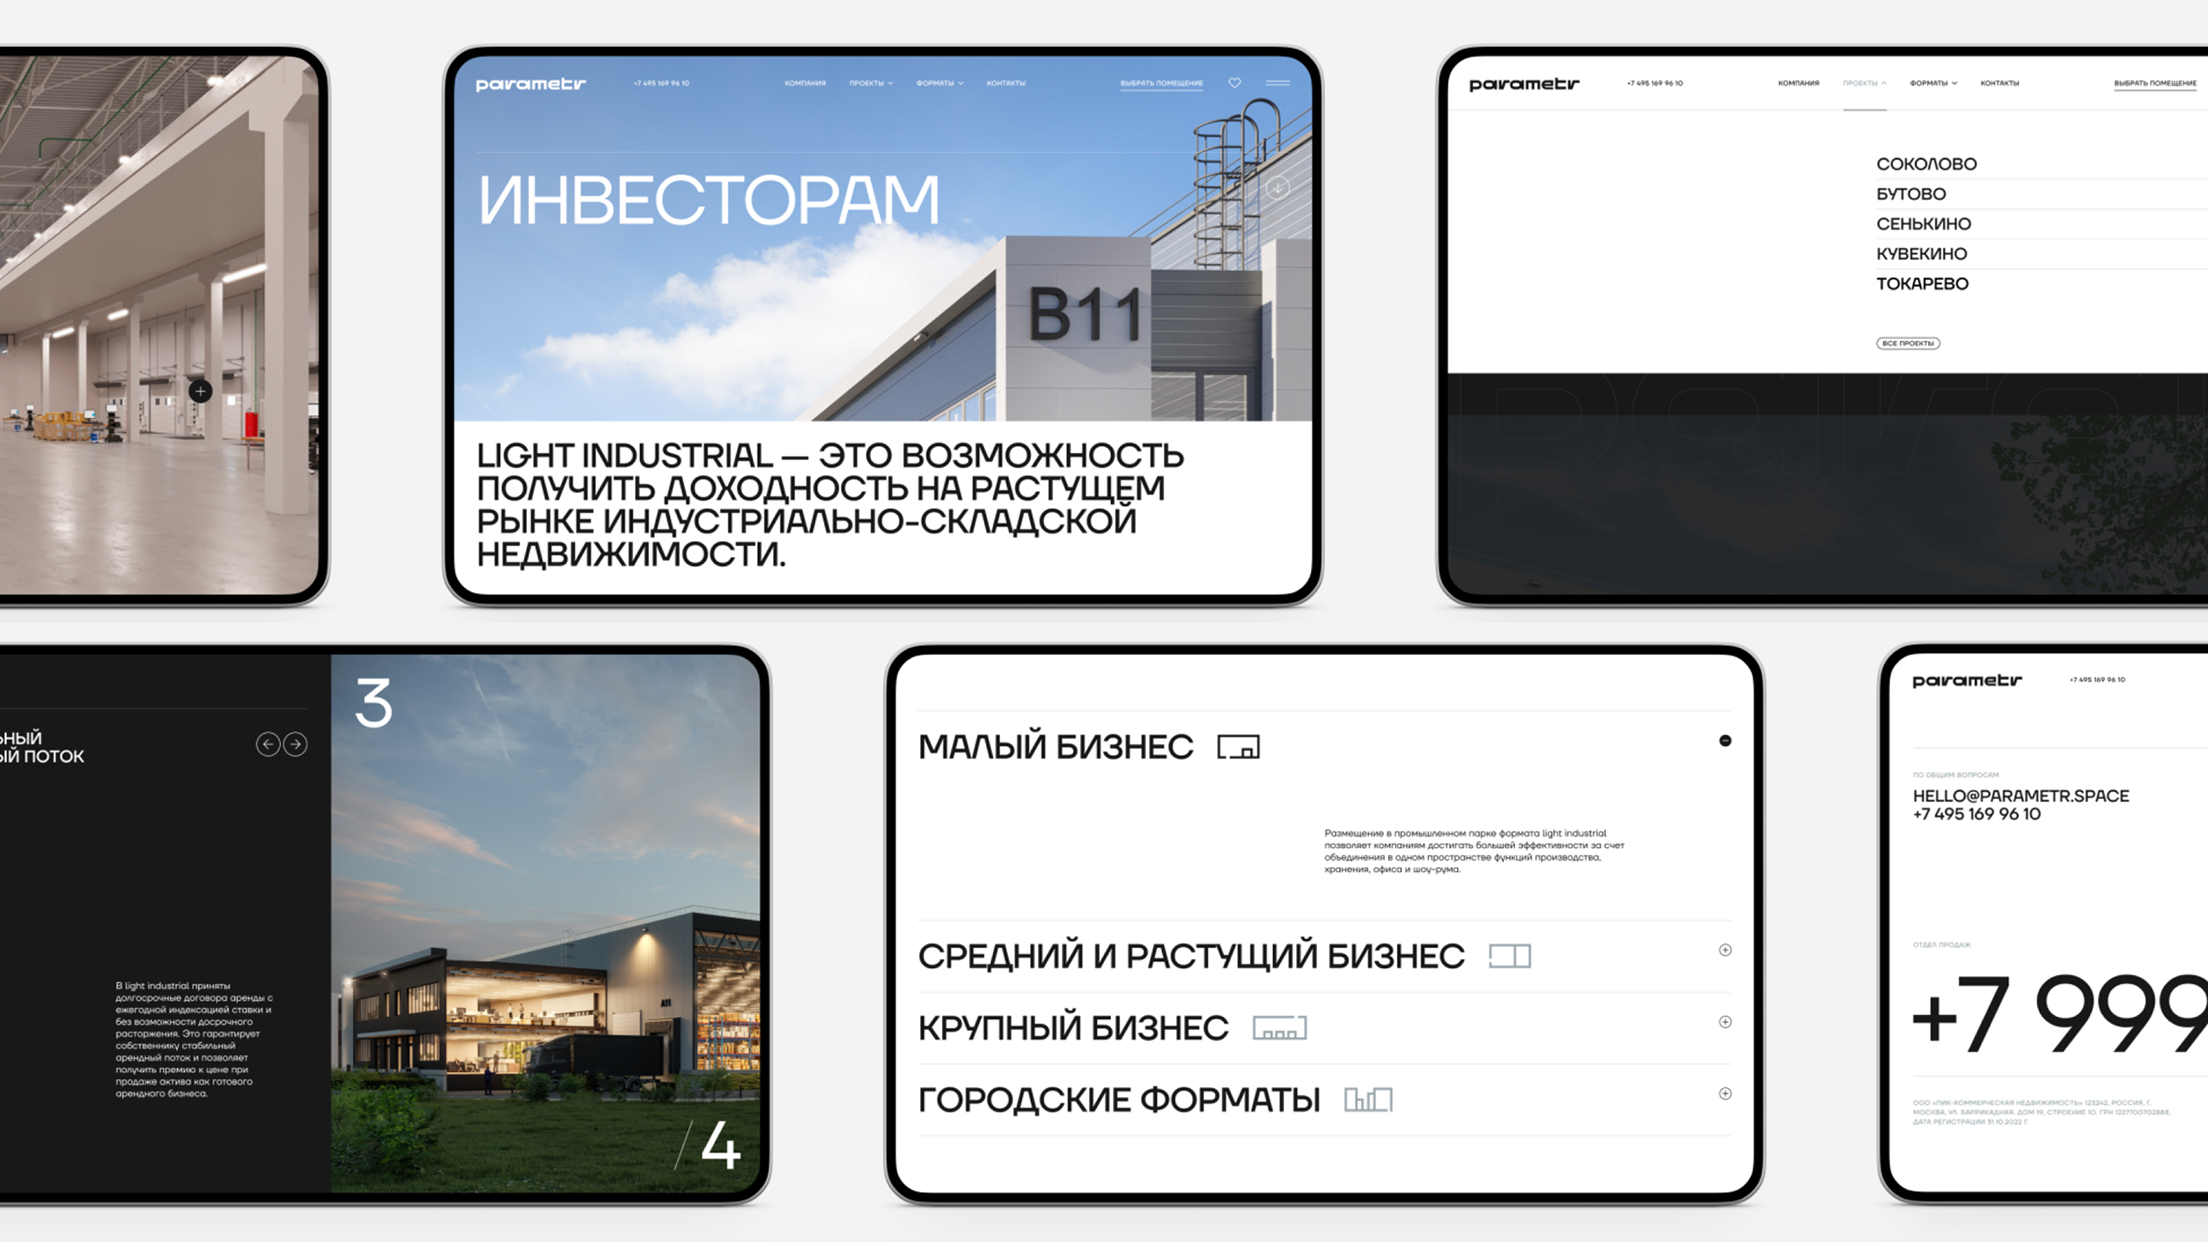 parametr
+7 495 169 96 10
КОМПАНИЯ
ПРОЕКТЫ
ФОРМАТЫ
КОНТАКТЫ
ВЫБРАТЬ ПОМЕЩЕНИЕ
ИНВЕСТОРАМ
B11
LIGHT INDUSTRIAL — ЭТО ВОЗМОЖНОСТЬ
ПОЛУЧИТЬ ДОХОДНОСТЬ НА РАСТУЩЕМ
РЫНКЕ ИНДУСТРИАЛЬНО-СКЛАДСКОЙ
НЕДВИЖИМОСТИ.
parametr
+7 495 169 96 10
КОМПАНИЯ
ПРОЕКТЫ
ФОРМАТЫ
КОНТАКТЫ
ВЫБРАТЬ ПОМЕЩЕНИЕ
СОКОЛОВО
БУТОВО
СЕНЬКИНО
КУВЕКИНО
ТОКАРЕВО
ВСЕ ПРОЕКТЫ
ЬНЫЙ
ЫЙ ПОТОК
В light industrial приняты
долгосрочные договора аренды с
ежегодной индексацией ставки и
без возможности досрочного
расторжения. Это гарантирует
собственнику стабильный
арендный поток и позволяет
получить премию к цене при
продаже актива как готового
арендного бизнеса.
3
/4
МАЛЫЙ БИЗНЕС
Размещение в промышленном парке формата light industrial
позволяет компаниям достигать большей эффективности за счет
объединения в одном пространстве функций производства,
хранения, офиса и шоу-рума.
СРЕДНИЙ И РАСТУЩИЙ БИЗНЕС
КРУПНЫЙ БИЗНЕС
ГОРОДСКИЕ ФОРМАТЫ
parametr
+7 495 169 96 10
ПО ОБЩИМ ВОПРОСАМ
HELLO@PARAMETR.SPACE
+7 495 169 96 10
ОТДЕЛ ПРОДАЖ
+7 999
ООО «ПИК-КОММЕРЧЕСКАЯ НЕДВИЖИМОСТЬ» 123242, РОССИЯ, Г.
МОСКВА, УЛ. БАРРИКАДНАЯ, ДОМ 19, СТРОЕНИЕ 10.
ДАТА РЕГИСТРАЦИИ 31.10.2022 Г.